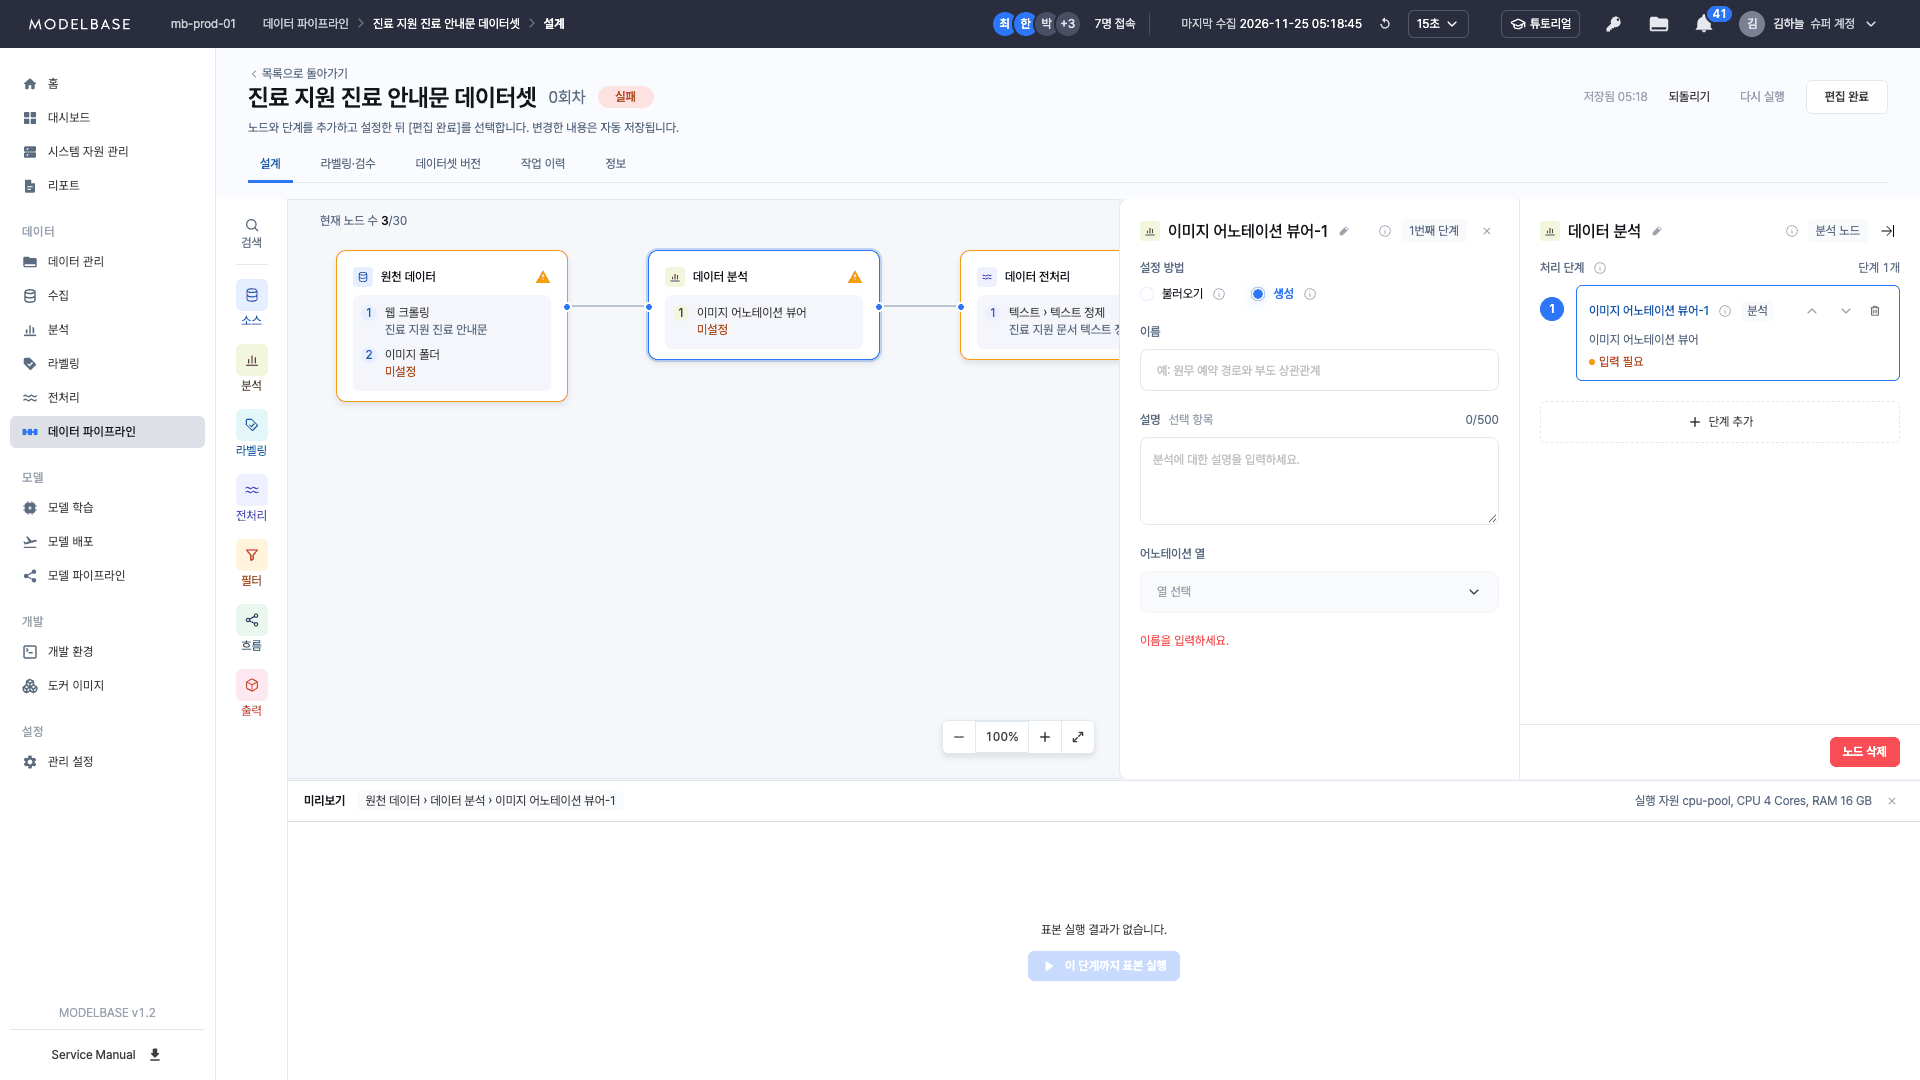 MODELBASE
mb-prod-01
데이터 파이프라인 > 진료 지원 진료 안내문 데이터셋 > 설계
최 한 박 +3 7명 접속
마지막 수집 2026-11-25 05:18:45
15초
튜토리얼
41
김 김하늘 슈퍼 계정
홈
대시보드
시스템 자원 관리
리포트
데이터
데이터 관리
수집
분석
라벨링
전처리
데이터 파이프라인
모델
모델 학습
모델 배포
모델 파이프라인
개발
개발 환경
도커 이미지
설정
관리 설정
MODELBASE v1.2
Service Manual
목록으로 돌아가기
진료 지원 진료 안내문 데이터셋 0회차 실패
노드와 단계를 추가하고 설정한 뒤 [편집 완료]를 선택합니다. 변경한 내용은 자동 저장됩니다.
저장됨 05:18 되돌리기 다시 실행 편집 완료
설계 라벨링·검수 데이터셋 버전 작업 이력 정보
검색
소스
분석
라벨링
전처리
필터
흐름
출력
현재 노드 수 3/30
원천 데이터
1 웹 크롤링
진료 지원 진료 안내문
2 이미지 폴더
미설정
데이터 분석
1 이미지 어노테이션 뷰어
미설정
데이터 전처리
1 텍스트 › 텍스트 정제
진료 지원 문서 텍스트 정
100%
이미지 어노테이션 뷰어-1 1번째 단계
설정 방법
불러오기 생성
이름
예: 원무 예약 경로와 부도 상관관계
설명 선택 항목 0/500
분석에 대한 설명을 입력하세요.
어노테이션 열
열 선택
이름을 입력하세요.
데이터 분석 분석 노드
처리 단계 단계 1개
1 이미지 어노테이션 뷰어-1 분석
이미지 어노테이션 뷰어
입력 필요
단계 추가
노드 삭제
미리보기 원천 데이터 › 데이터 분석 › 이미지 어노테이션 뷰어-1
실행 자원 cpu-pool, CPU 4 Cores, RAM 16 GB
표본 실행 결과가 없습니다.
이 단계까지 표본 실행